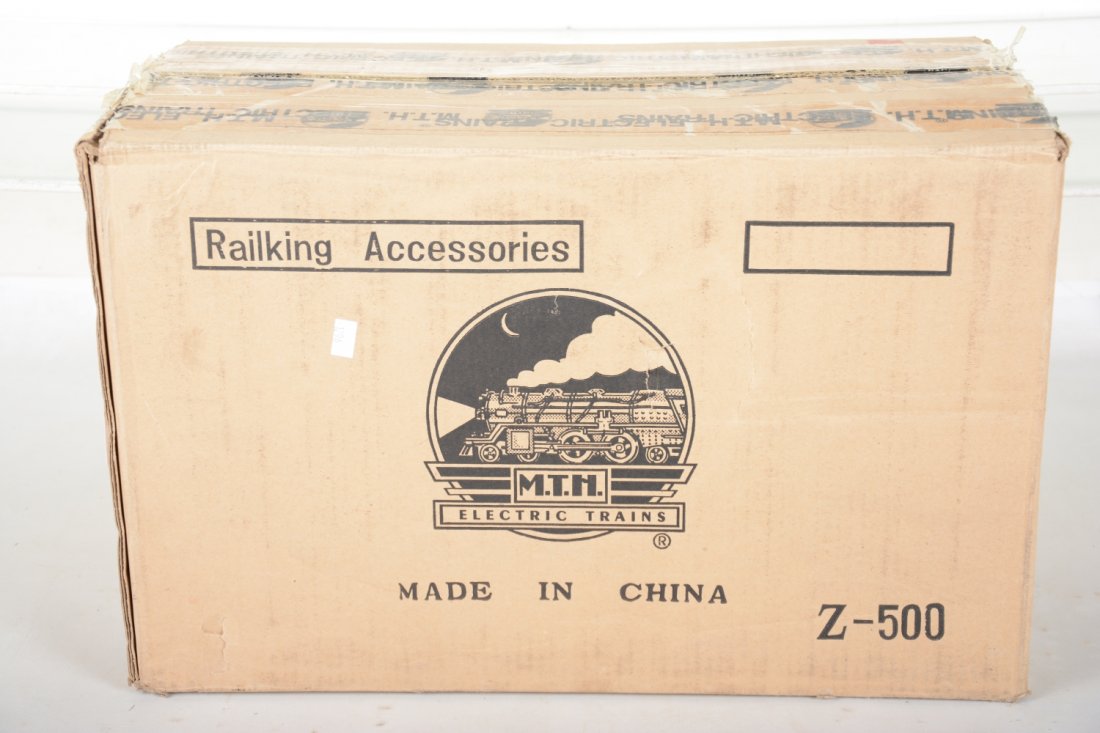 Railking Accessories
M.T.H.
ELECTRIC TRAINS
®
MADE IN CHINA
Z-500